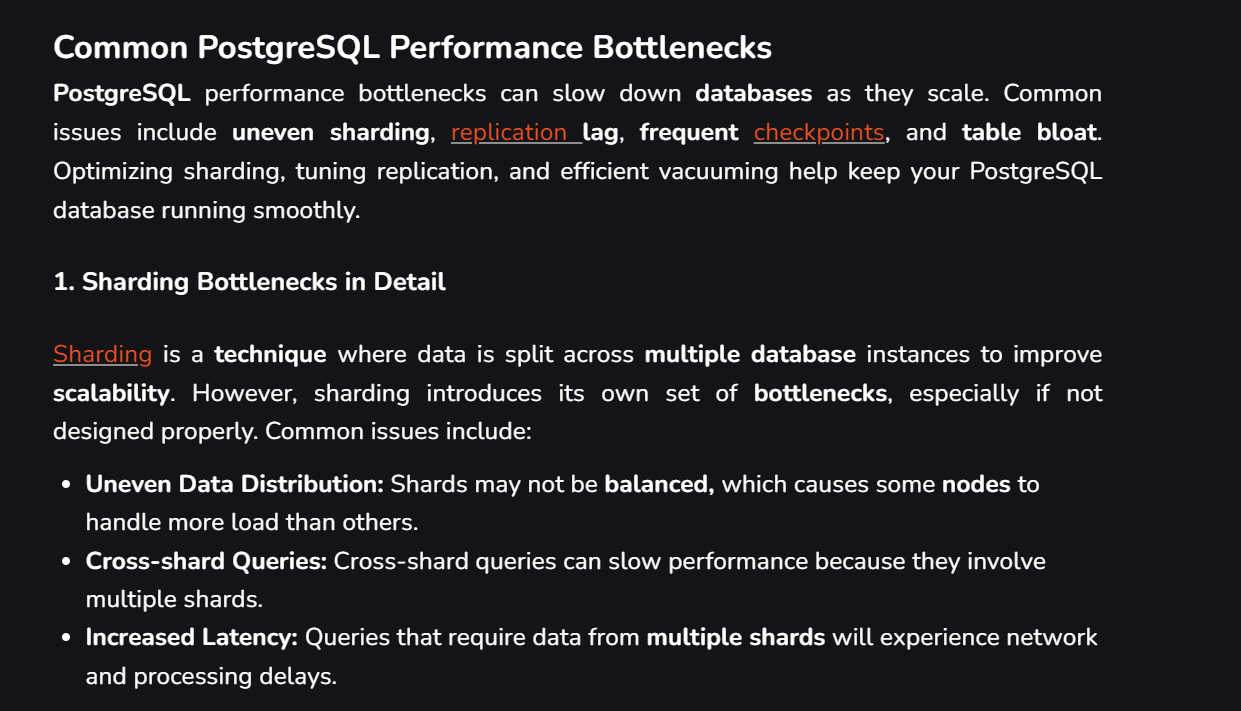 Common PostgreSQL Performance Bottlenecks
PostgreSQL performance bottlenecks can slow down databases as they scale. Common
issues include uneven sharding, replication lag, frequent checkpoints, and table bloat.
Optimizing sharding, tuning replication, and efficient vacuuming help keep your PostgreSQL
database running smoothly.
1. Sharding Bottlenecks in Detail
Sharding is a technique where data is split across multiple database instances to improve
scalability. However, sharding introduces its own set of bottlenecks, especially if not
designed properly. Common issues include:
• Uneven Data Distribution: Shards may not be balanced, which causes some nodes to
handle more load than others.
• Cross-shard Queries: Cross-shard queries can slow performance because they involve
multiple shards.
• Increased Latency: Queries that require data from multiple shards will experience network
and processing delays.